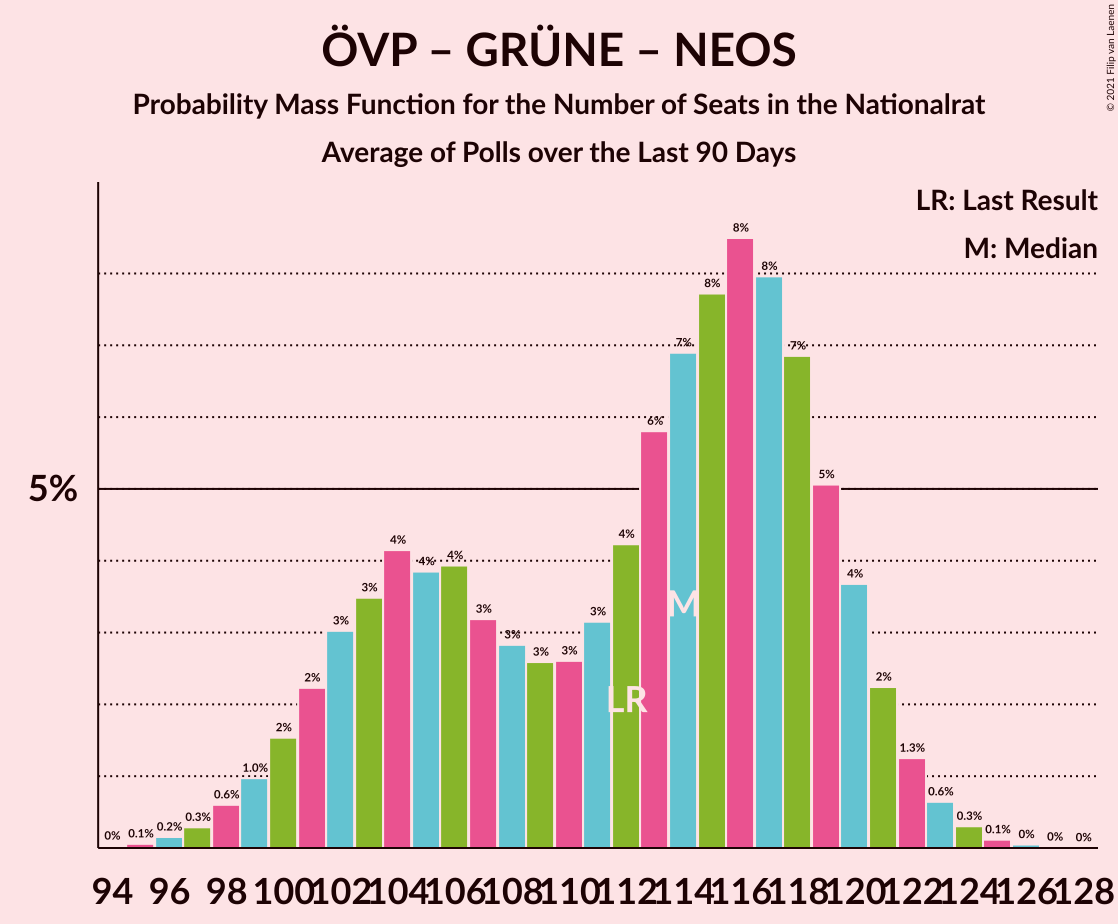 ÖVP – GRÜNE – NEOS
Probability Mass Function for the Number of Seats in the Nationalrat
Average of Polls over the Last 90 Days
© 2021 Filip van Laenen
LR: Last Result
M: Median
5%
0% 0.1% 0.2% 0.3% 0.6% 1.0% 2% 2% 3% 3% 4% 4% 4% 3% 3% 3% 3% 3% 4% 6% 7% 8% 8% 8% 7% 5% 4% 2% 1.3% 0.6% 0.3% 0.1% 0% 0% 0%
M
LR
94 96 98 100 102 104 106 108 110 112 114 116 118 120 122 124 126 128